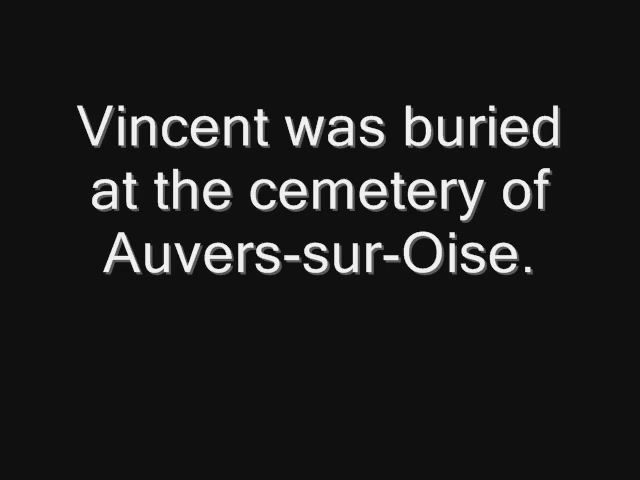 Vincent was buried
at the cemetery of
Auvers-sur-Oise.